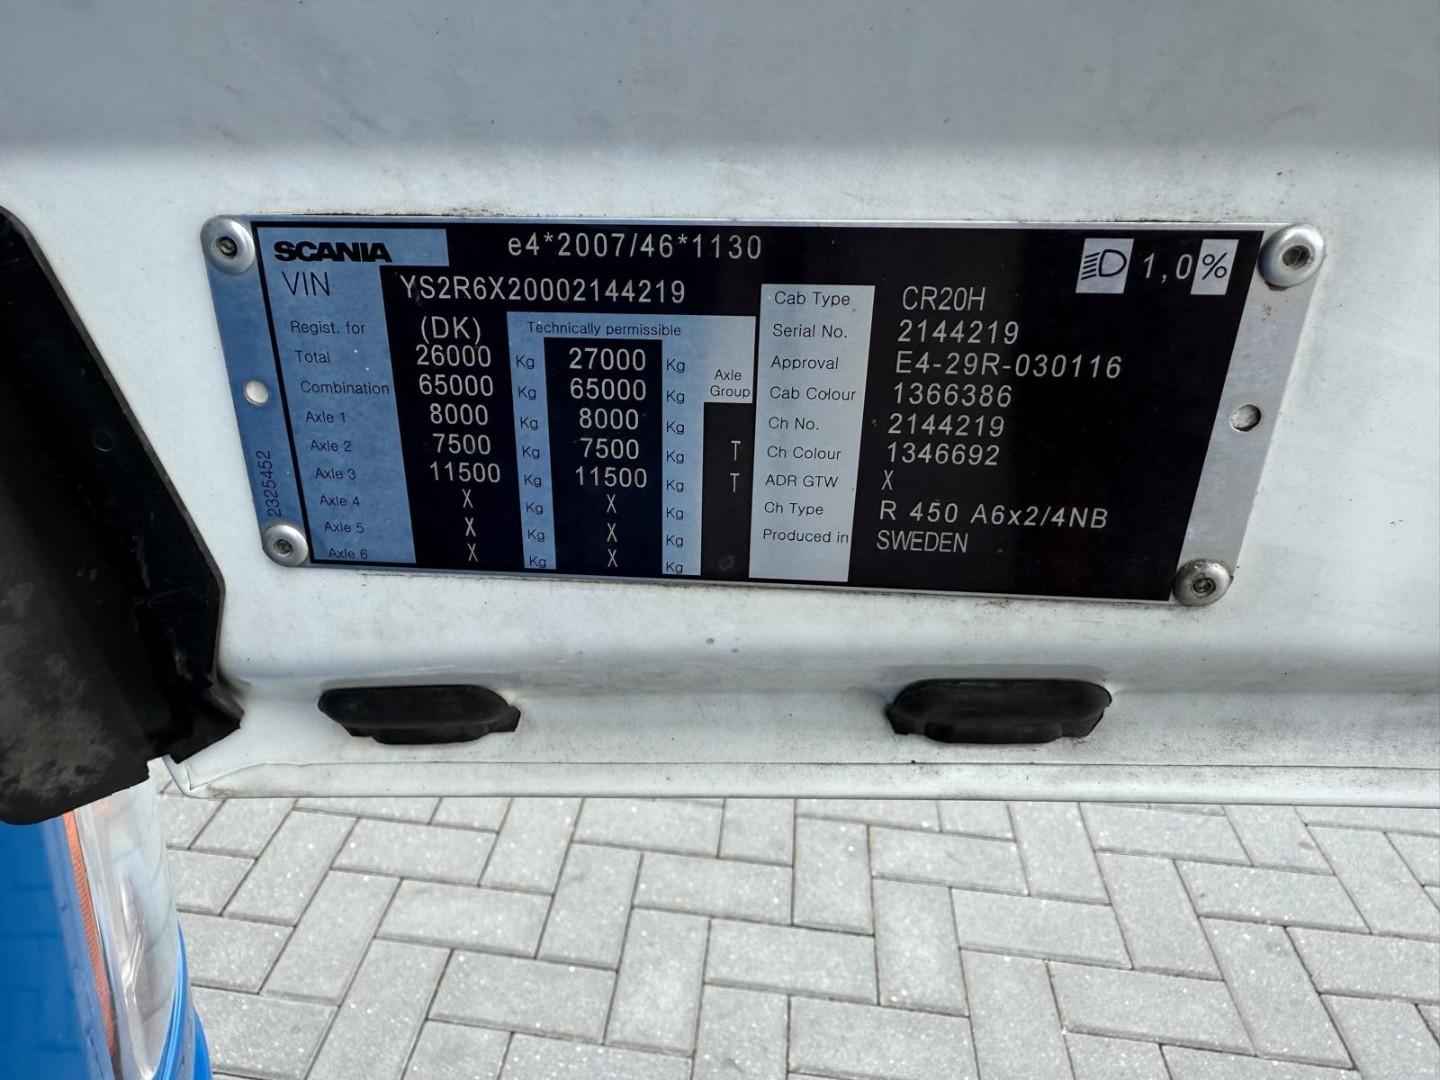 SCANIA e4*2007/46*1130 1,0%
VIN YS2R6X20002144219
Regist. for (DK) Technically permissible
Total 26000 Kg 27000 Kg
Combination 65000 Kg 65000 Kg Axle Group
Axle 1 8000 Kg 8000 Kg
Axle 2 7500 Kg 7500 Kg T
Axle 3 11500 Kg 11500 Kg T
Axle 4 X Kg X Kg
Axle 5 X Kg X Kg
Axle 6 X Kg X Kg
2325452
Cab Type CR20H
Serial No. 2144219
Approval E4-29R-030116
Cab Colour 1366386
Ch No. 2144219
Ch Colour 1346692
ADR GTW X
Ch Type R 450 A6x2/4NB
Produced in SWEDEN